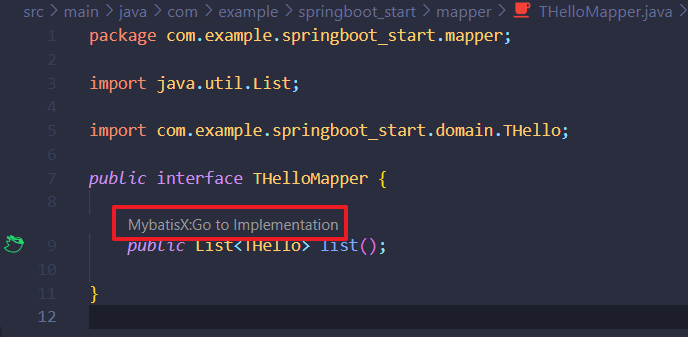 src > main > java > com > example > springboot_start > mapper > THelloMapper.java
1 package com.example.springboot_start.mapper;
2
3 import java.util.List;
4
5 import com.example.springboot_start.domain.THello;
6
7 public interface THelloMapper {
8
MybatisX:Go to Implementation
9 public List<THello> list();
10
11 }
12